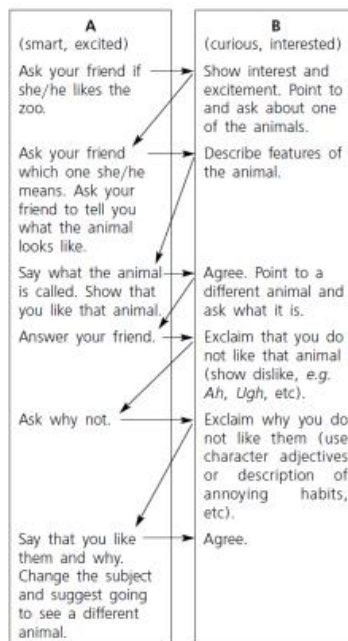 A
(smart, excited)
Ask your friend if
she/he likes the
zoo.
Ask your friend
which one she/he
means. Ask your
friend to tell you
what the animal
looks like.
Say what the animal
is called. Show that
you like that animal.
Answer your friend.
Ask why not.
Say that you like
them and why.
Change the subject
and suggest going
to see a different
animal.
B
(curious, interested)
Show interest and
excitement. Point to
and ask about one
of the animals.
Describe features of
the animal.
Agree. Point to a
different animal and
ask what it is.
Exclaim that you do
not like that animal
(show dislike, e.g.
Ah, Ugh, etc).
Exclaim why you do
not like them (use
character adjectives
or description of
annoying habits,
etc).
Agree.